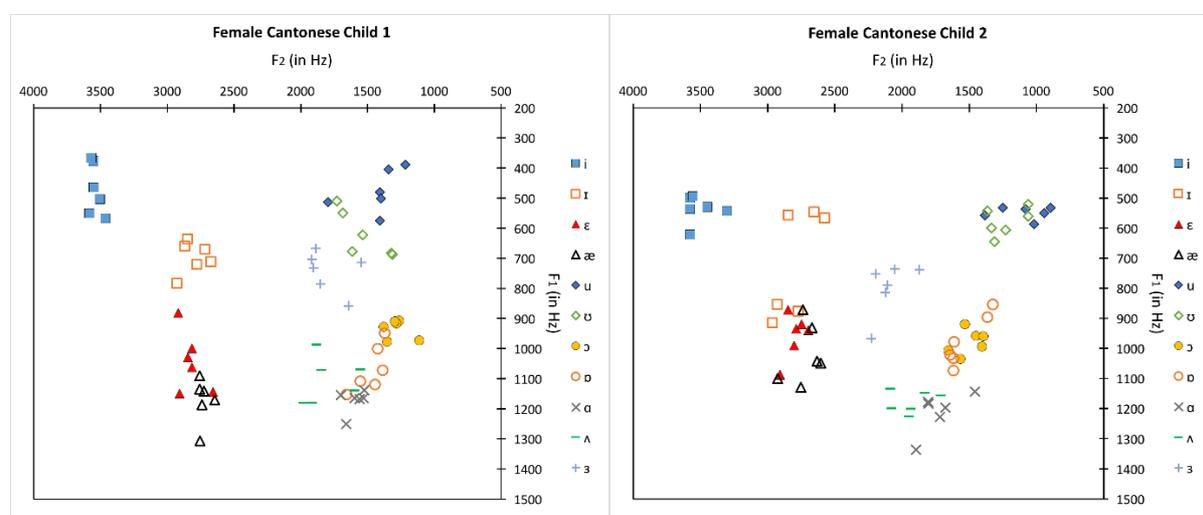 Female Cantonese Child 1
F2 (in Hz)
4000 3500 3000 2500 2000 1500 1000 500
200
300
400
500
600
700
800
900
1000
1100
1200
1300
1400
1500
F1 (in Hz)
i
ɪ
ɛ
æ
u
ʊ
ɔ
ɒ
ɑ
ʌ
ɜ
Female Cantonese Child 2
F2 (in Hz)
4000 3500 3000 2500 2000 1500 1000 500
200
300
400
500
600
700
800
900
1000
1100
1200
1300
1400
1500
F1 (in Hz)
i
ɪ
ɛ
æ
u
ʊ
ɔ
ɒ
ɑ
ʌ
ɜ